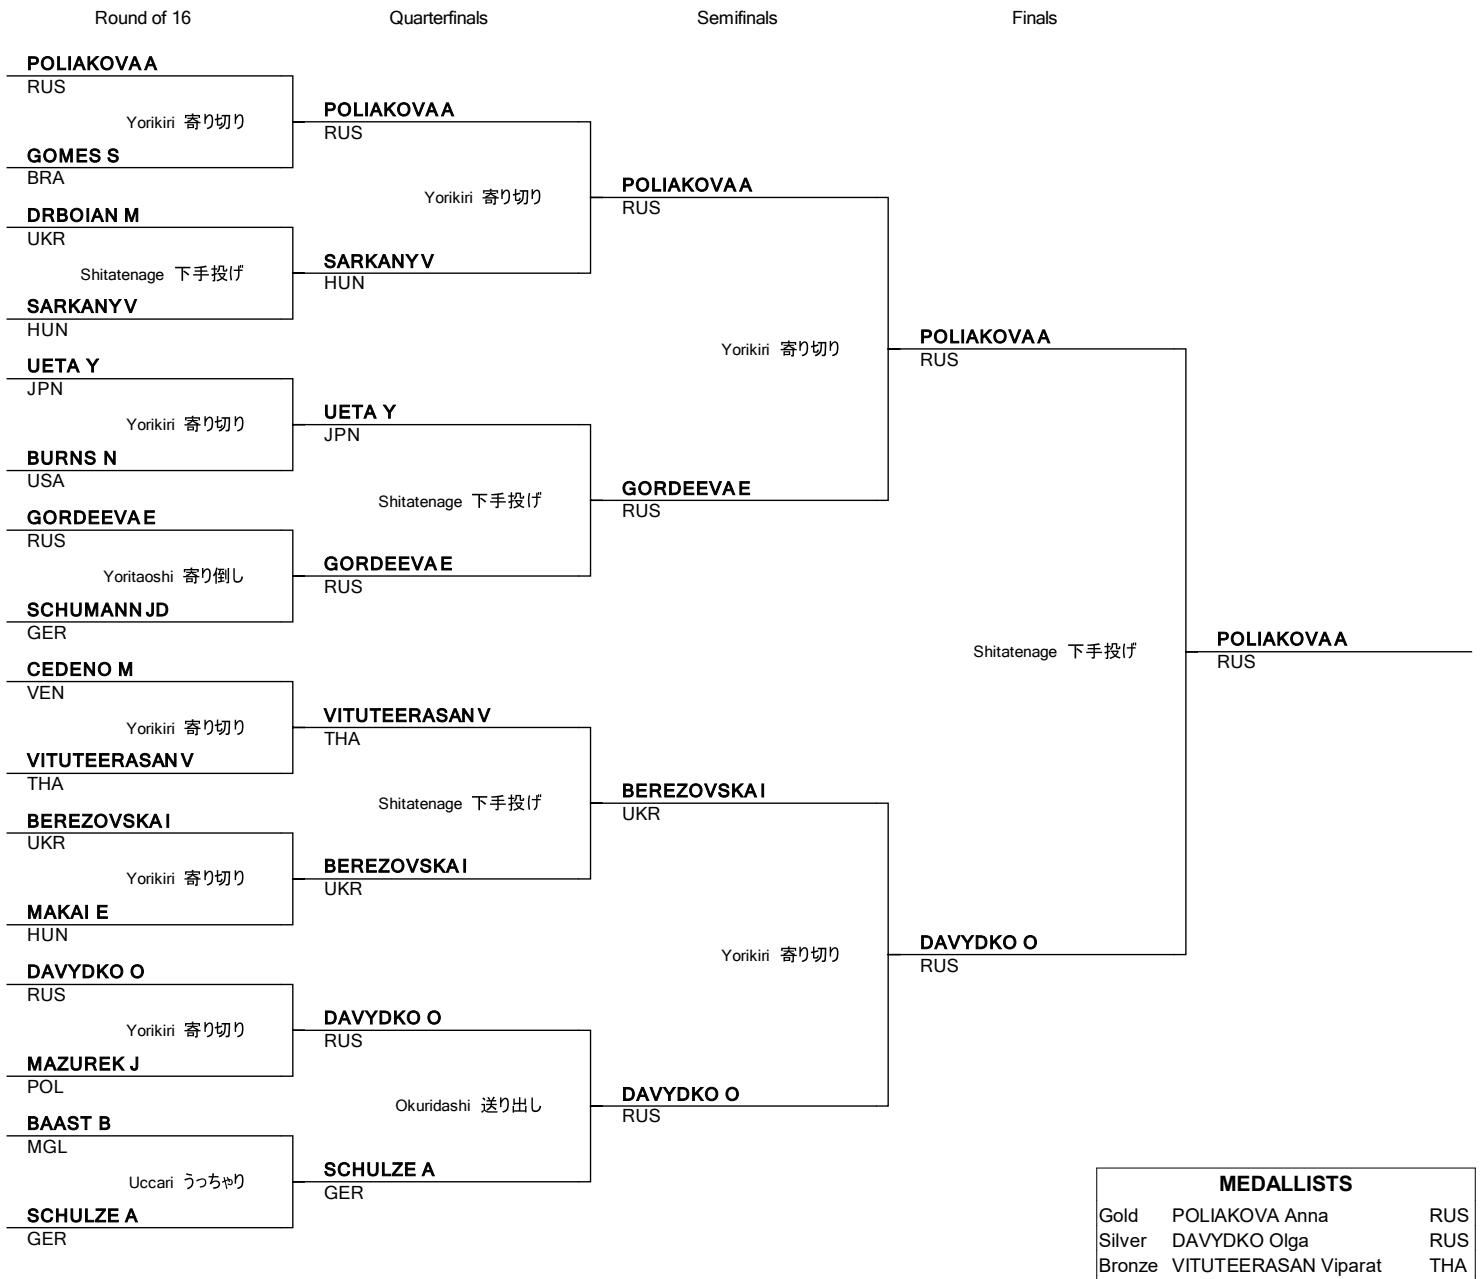 Round of 16 Quarterfinals Semifinals Finals
POLIAKOVA A
RUS
Yorikiri 寄り切り
GOMES S
BRA
DRBOIAN M
UKR
Shitatenage 下手投げ
SARKANY V
HUN
UETA Y
JPN
Yorikiri 寄り切り
BURNS N
USA
GORDEEVA E
RUS
Yoritaoshi 寄り倒し
SCHUMANN JD
GER
CEDENO M
VEN
Yorikiri 寄り切り
VITUTEERASAN V
THA
BEREZOVSKA I
UKR
Yorikiri 寄り切り
MAKAI E
HUN
DAVYDKO O
RUS
Yorikiri 寄り切り
MAZUREK J
POL
BAAST B
MGL
Uccari うっちゃり
SCHULZE A
GER
POLIAKOVA A
RUS
Yorikiri 寄り切り
SARKANY V
HUN
UETA Y
JPN
Shitatenage 下手投げ
GORDEEVA E
RUS
VITUTEERASAN V
THA
Shitatenage 下手投げ
BEREZOVSKA I
UKR
DAVYDKO O
RUS
Okuridashi 送り出し
SCHULZE A
GER
POLIAKOVA A
RUS
Yorikiri 寄り切り
GORDEEVA E
RUS
BEREZOVSKA I
UKR
Yorikiri 寄り切り
DAVYDKO O
RUS
POLIAKOVA A
RUS
Shitatenage 下手投げ
DAVYDKO O
RUS
POLIAKOVA A
RUS
MEDALLISTS
Gold POLIAKOVA Anna RUS
Silver DAVYDKO Olga RUS
Bronze VITUTEERASAN Viparat THA